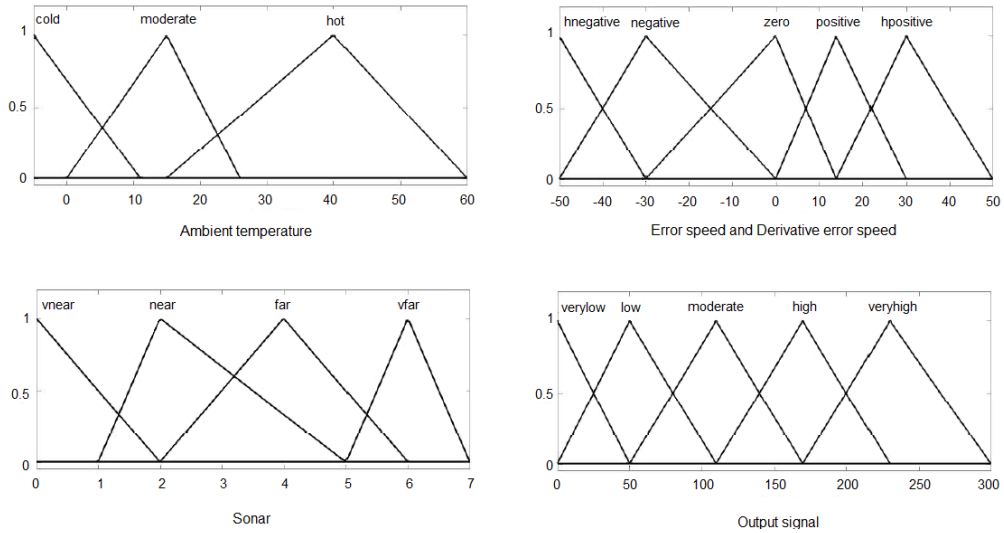 cold moderate hot
1
0.5
0
0 10 20 30 40 50 60
Ambient temperature
hnegative negative zero positive hpositive
1
0.5
0
-50 -40 -30 -20 -10 0 10 20 30 40 50
Error speed and Derivative error speed
vnear near far vfar
1
0.5
0
0 1 2 3 4 5 6 7
Sonar
verylow low moderate high veryhigh
1
0.5
0
0 50 100 150 200 250 300
Output signal